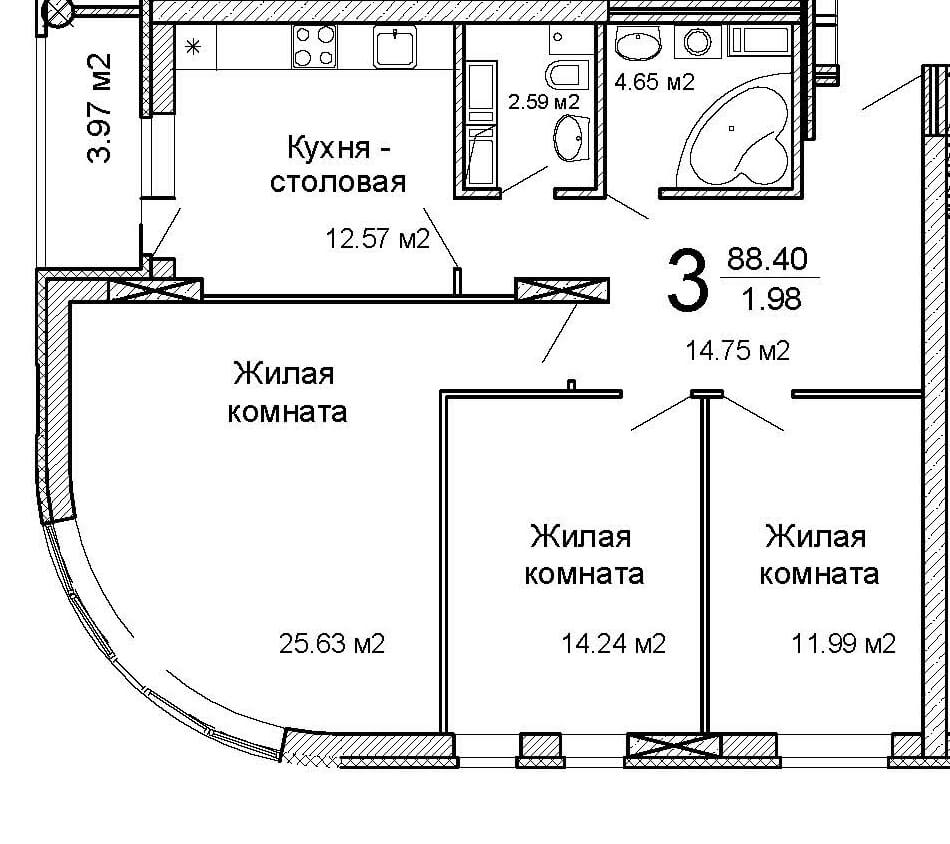 3.97 м2
Кухня -
столовая
12.57 м2
2.59 м2
4.65 м2
3
88.40
1.98
14.75 м2
Жилая
комната
25.63 м2
Жилая
комната
14.24 м2
Жилая
комната
11.99 м2